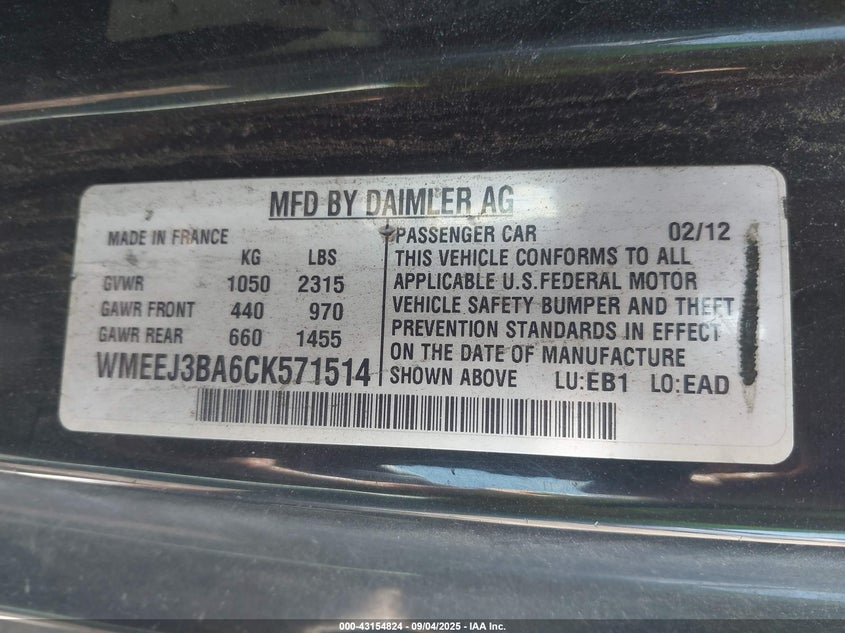 MFD BY DAIMLER AG
MADE IN FRANCE
KG LBS
GVWR 1050 2315
GAWR FRONT 440 970
GAWR REAR 660 1455
WMEEJ3BA6CK571514
PASSENGER CAR 02/12
THIS VEHICLE CONFORMS TO ALL
APPLICABLE U.S.FEDERAL MOTOR
VEHICLE SAFETY BUMPER AND THEFT
PREVENTION STANDARDS IN EFFECT
ON THE DATE OF MANUFACTURE
SHOWN ABOVE LU:EB1 LO:EAD
000-43154824 - 09/04/2025 - IAA Inc.